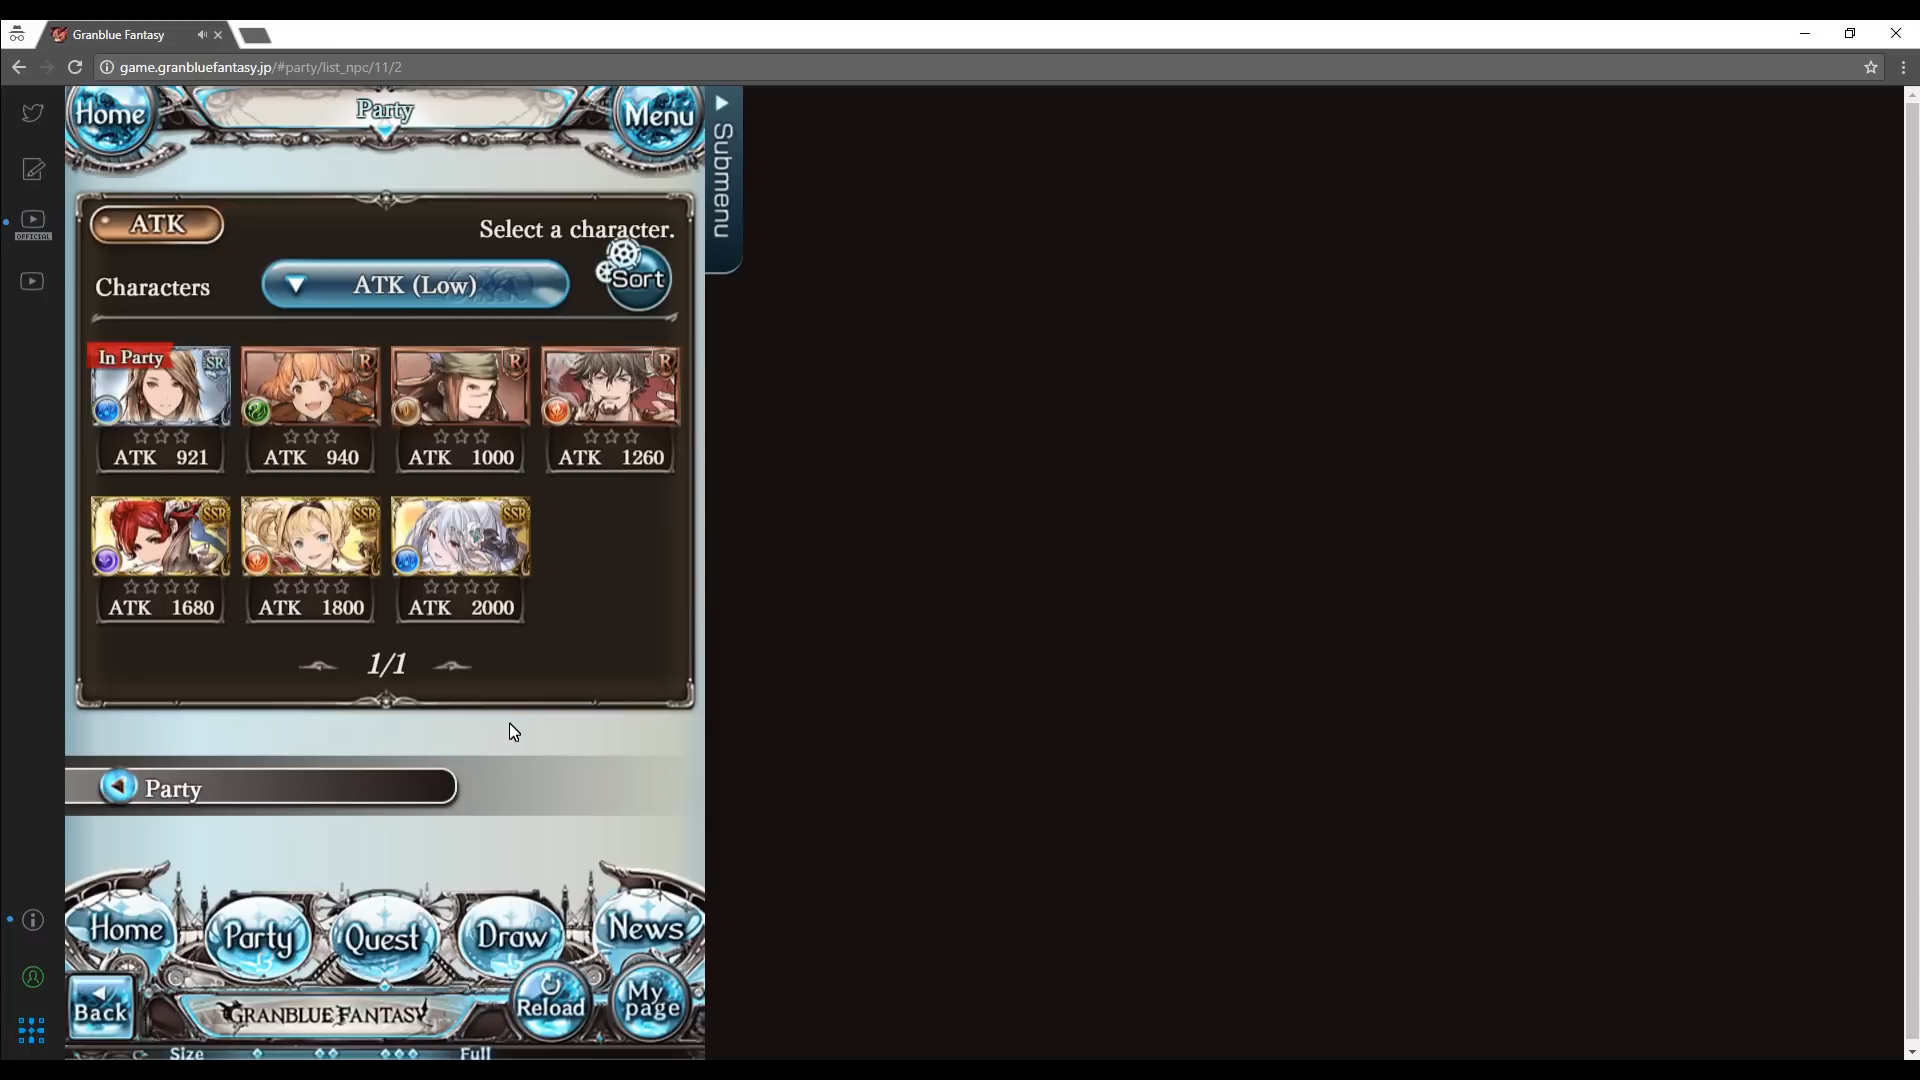 Granblue Fantasy
game.granbluefantasy.jp/#party/list_npc/11/2
Home
Party
Menu
Submenu
OFFICIAL
ATK
Select a character.
Characters
ATK (Low)
Sort
In Party
SR
R
R
R
ATK 921
ATK 940
ATK 1000
ATK 1260
SSR
SSR
SSR
ATK 1680
ATK 1800
ATK 2000
1/1
Party
Home
Party
Quest
Draw
News
Back
GRANBLUE FANTASY
Reload
My page
Size
Full